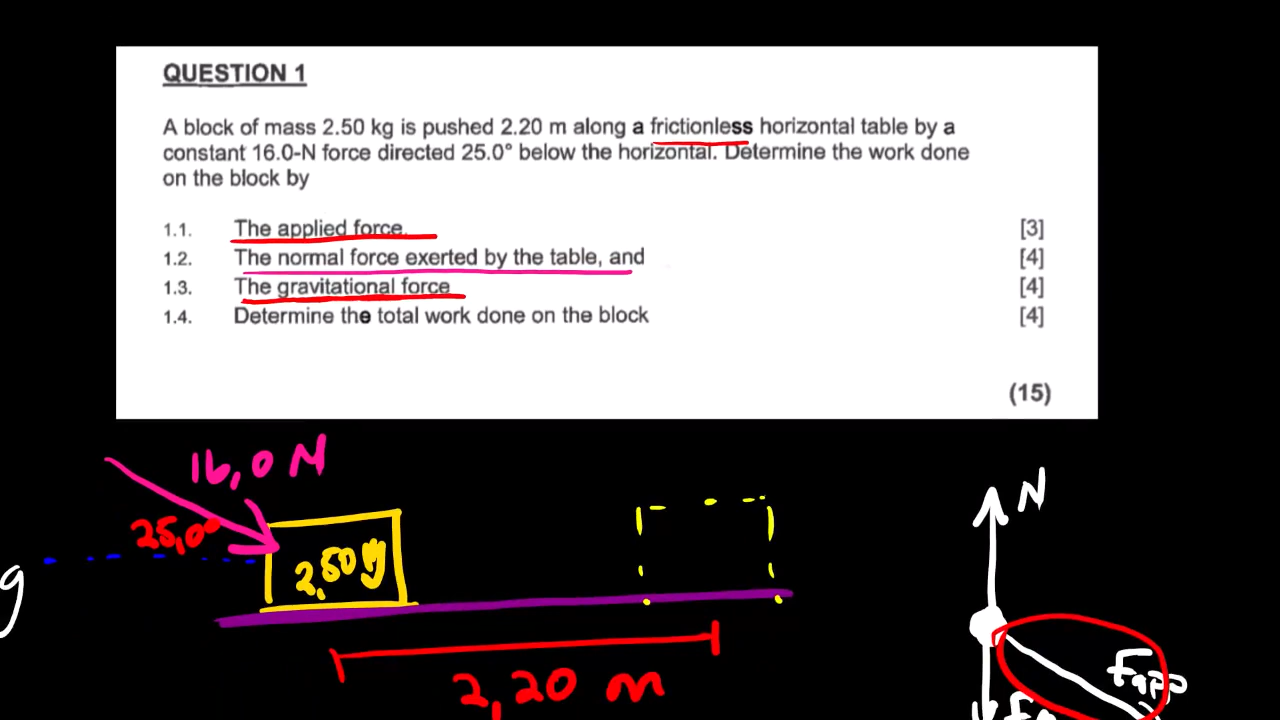 QUESTION 1
A block of mass 2.50 kg is pushed 2.20 m along a frictionless horizontal table by a
constant 16.0-N force directed 25.0° below the horizontal. Determine the work done
on the block by
1.1. The applied force. [3]
1.2. The normal force exerted by the table, and [4]
1.3. The gravitational force [4]
1.4. Determine the total work done on the block [4]
(15)
16,0 N
N
25,0°
2,50 kg
g
Fapp
2,20 m